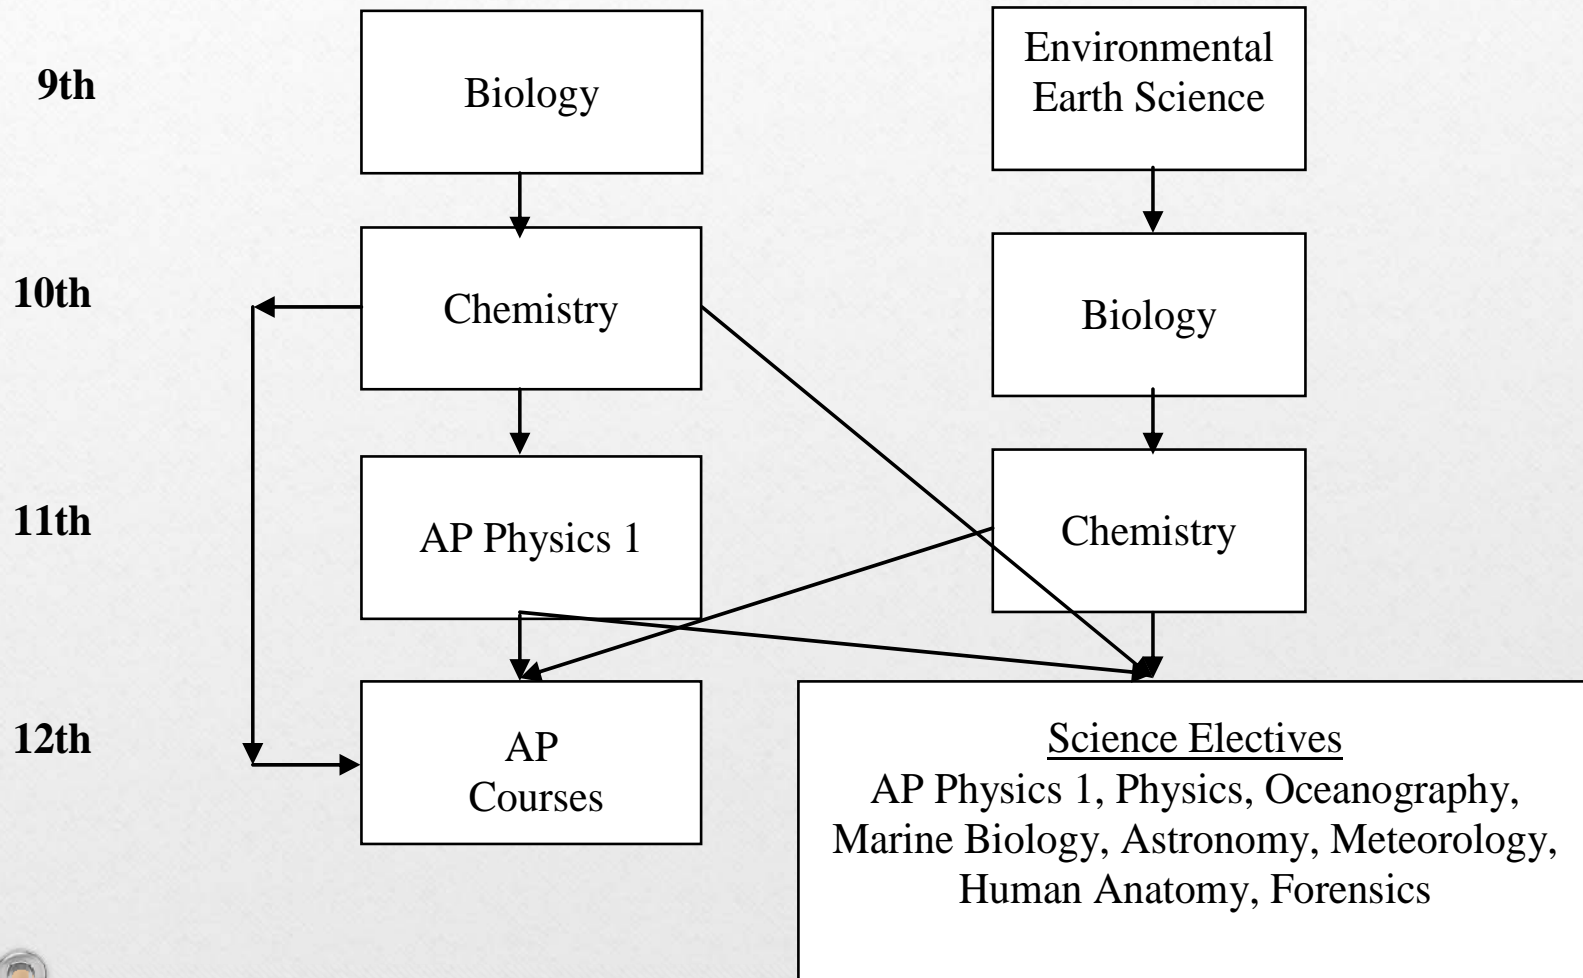 9th
Biology
Environmental
Earth Science
10th
Chemistry
Biology
11th
AP Physics 1
Chemistry
12th
AP
Courses
Science Electives
AP Physics 1, Physics, Oceanography,
Marine Biology, Astronomy, Meteorology,
Human Anatomy, Forensics